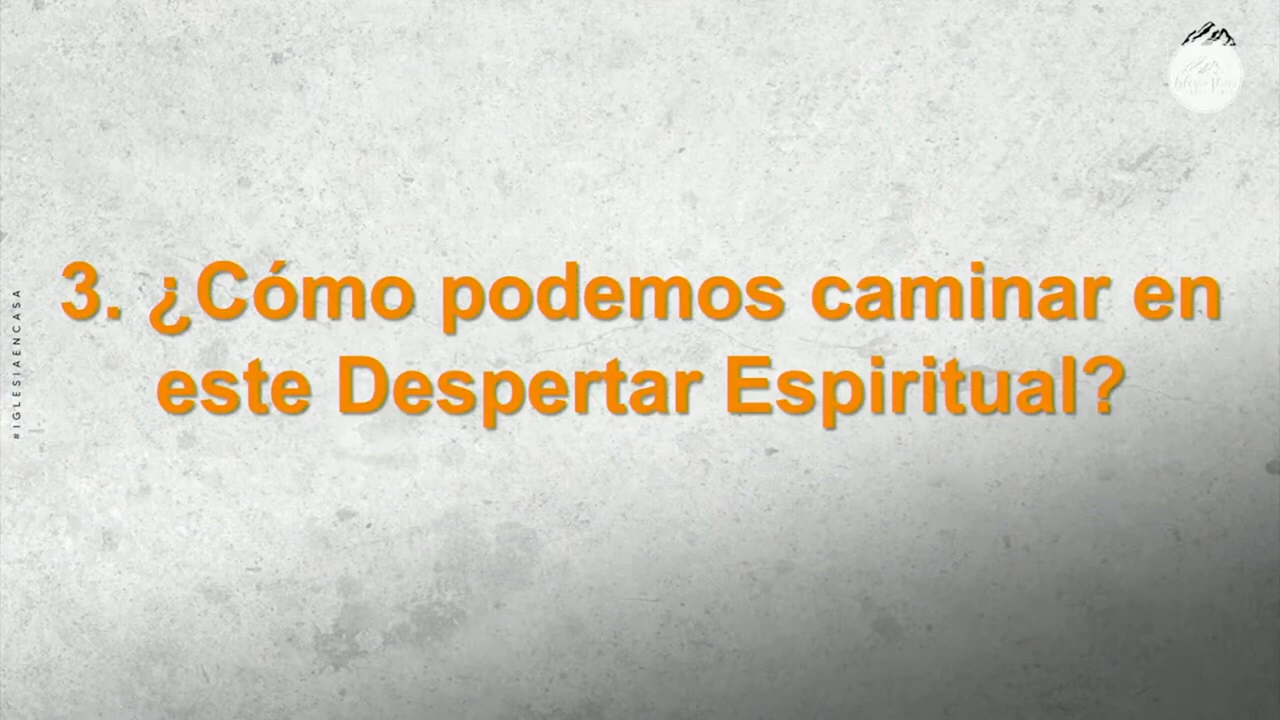 3. ¿Cómo podemos caminar en
este Despertar Espiritual?
#IGLESIAENCASA